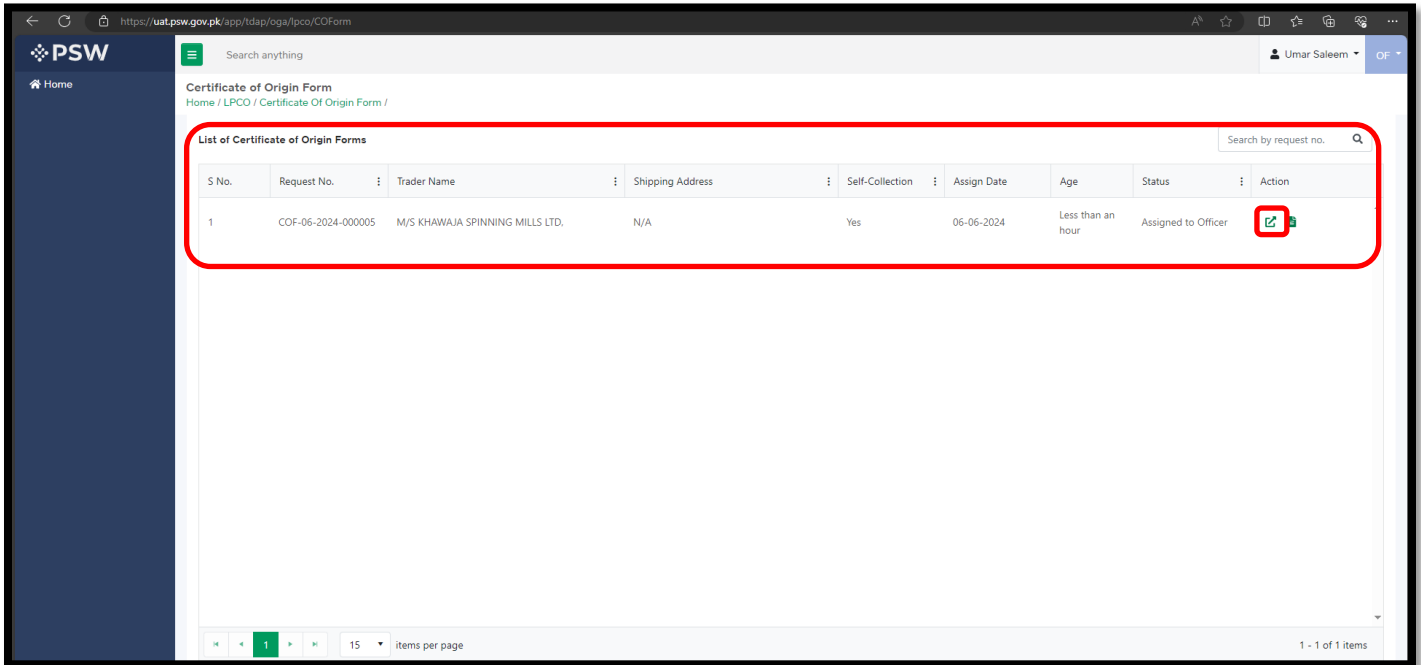 https://uat.psw.gov.pk/app/tdap/oga/lpco/COForm
PSW
Search anything
Umar Saleem
OF
Home
Certificate of Origin Form
Home / LPCO / Certificate Of Origin Form /
List of Certificate of Origin Forms
Search by request no.
S No. Request No. Trader Name Shipping Address Self-Collection Assign Date Age Status Action
1 COF-06-2024-000005 M/S KHAWAJA SPINNING MILLS LTD. N/A Yes 06-06-2024 Less than an hour Assigned to Officer
1 15 items per page 1 - 1 of 1 items